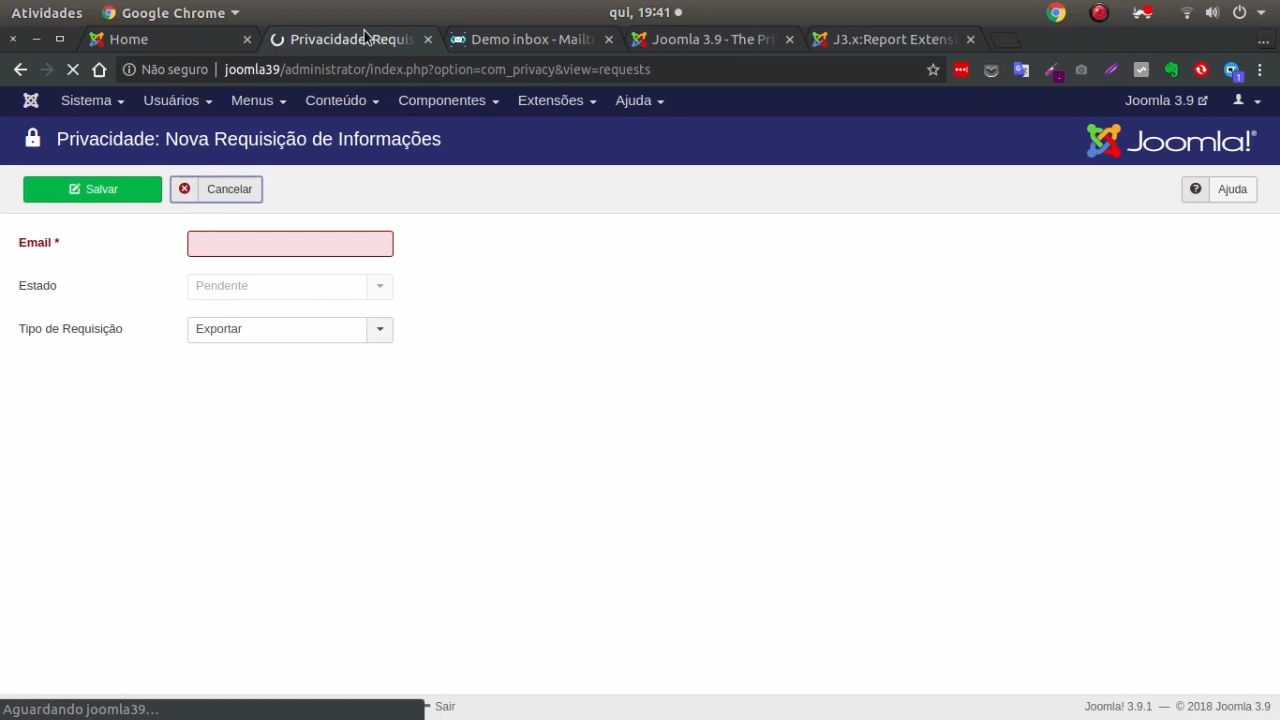 Atividades Google Chrome qui, 19:41
Home Privacidade: Requis Demo inbox - Mailtr Joomla 3.9 - The Pri J3.x:Report Extens
Não seguro joomla39/administrator/index.php?option=com_privacy&view=requests
Sistema Usuários Menus Conteúdo Componentes Extensões Ajuda Joomla 3.9
Privacidade: Nova Requisição de Informações Joomla!®
Salvar Cancelar Ajuda
Email *
Estado Pendente
Tipo de Requisição Exportar
Aguardando joomla39... Sair Joomla! 3.9.1 — © 2018 Joomla 3.9